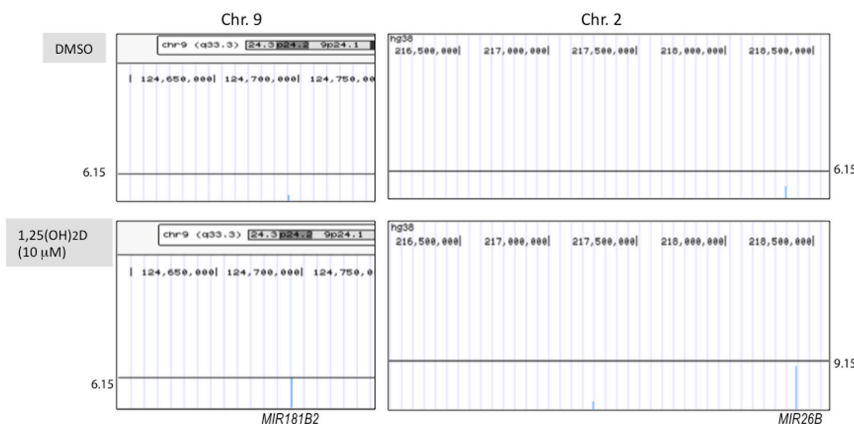 Chr. 9
Chr. 2
DMSO
chr9 (q33.3) 24.3 p24.2 9p24.1
| 124,650,000| 124,700,000| 124,750,000
6.15
hg38
216,500,000| 217,000,000| 217,500,000| 218,000,000| 218,500,000|
6.15
1,25(OH)2D
(10 μM)
chr9 (q33.3) 24.3 p24.2 9p24.1
| 124,650,000| 124,700,000| 124,750,0
6.15
MIR181B2
hg38
216,500,000| 217,000,000| 217,500,000| 218,000,000| 218,500,000|
9.15
MIR26B